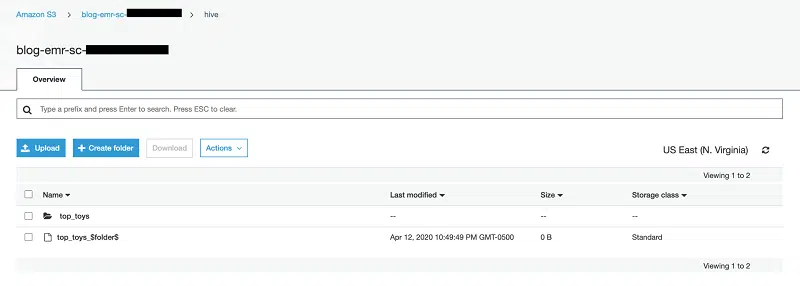 Amazon S3 > blog-emr-sc- > hive
blog-emr-sc-
Overview
Type a prefix and press Enter to search. Press ESC to clear.
Upload + Create folder Download Actions
US East (N. Virginia)
Viewing 1 to 2
Name Last modified Size Storage class
top_toys -- -- --
top_toys_$folder$ Apr 12, 2020 10:49:49 PM GMT-0500 0 B Standard
Viewing 1 to 2